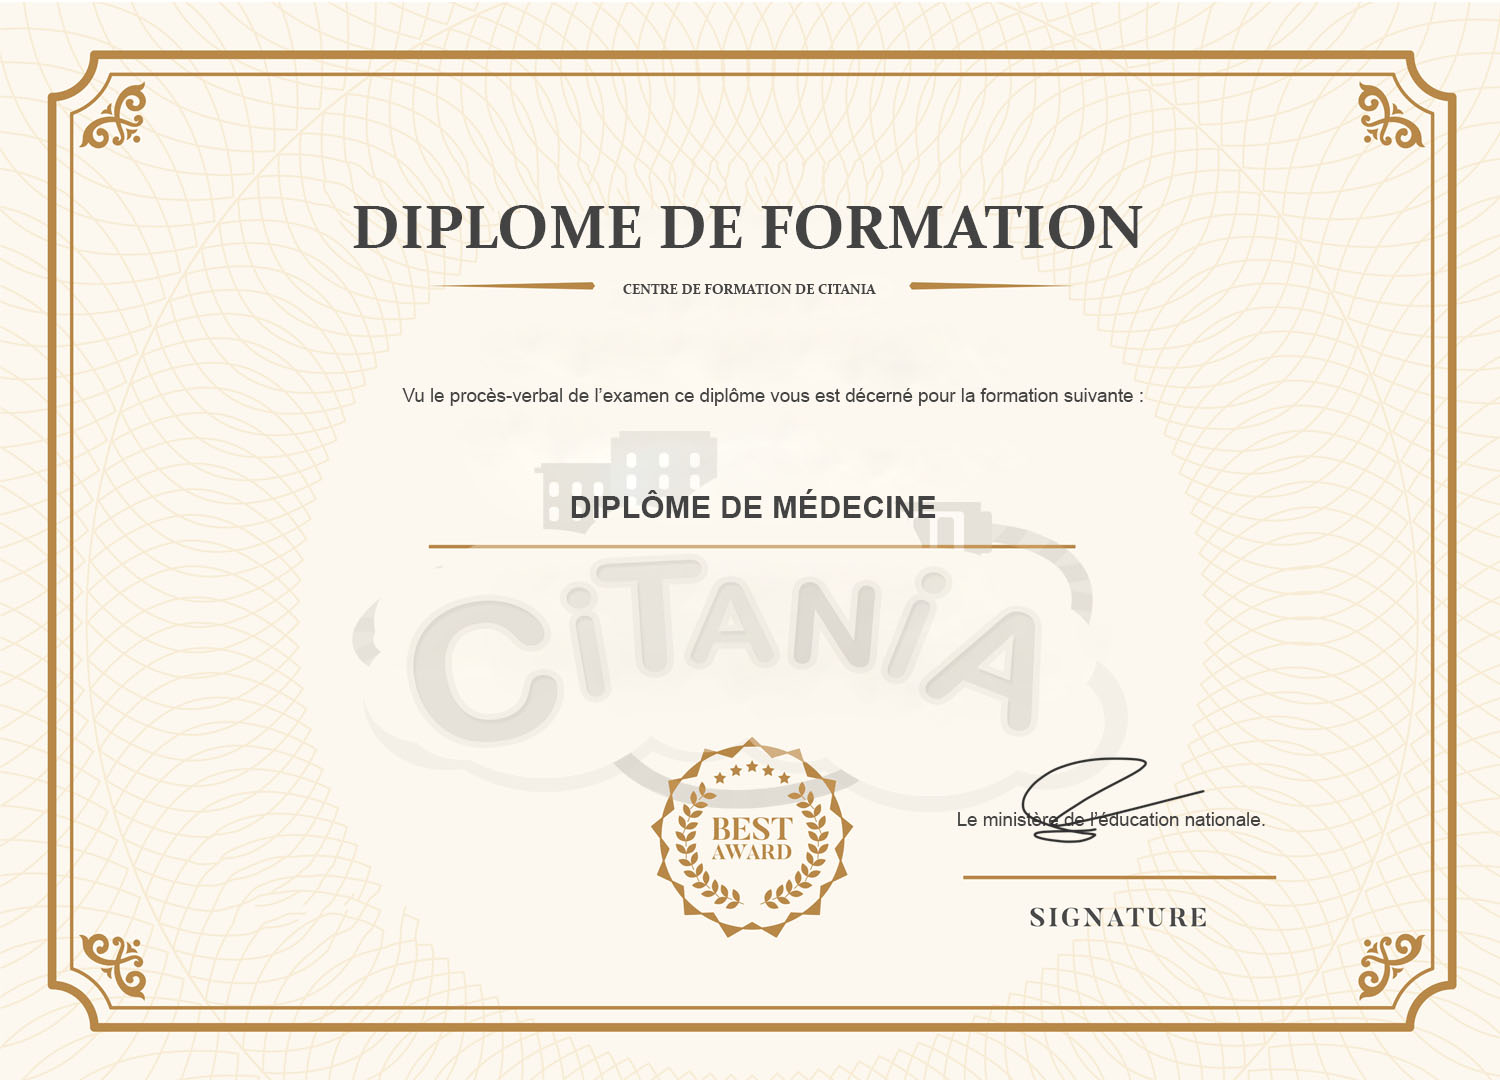 DIPLOME DE FORMATION
CENTRE DE FORMATION DE CITANIA
Vu le procès-verbal de l’examen ce diplôme vous est décerné pour la formation suivante :
DIPLÔME DE MÉDECINE
CiTANiA
BEST
AWARD
Le ministère de l’éducation nationale.
SIGNATURE